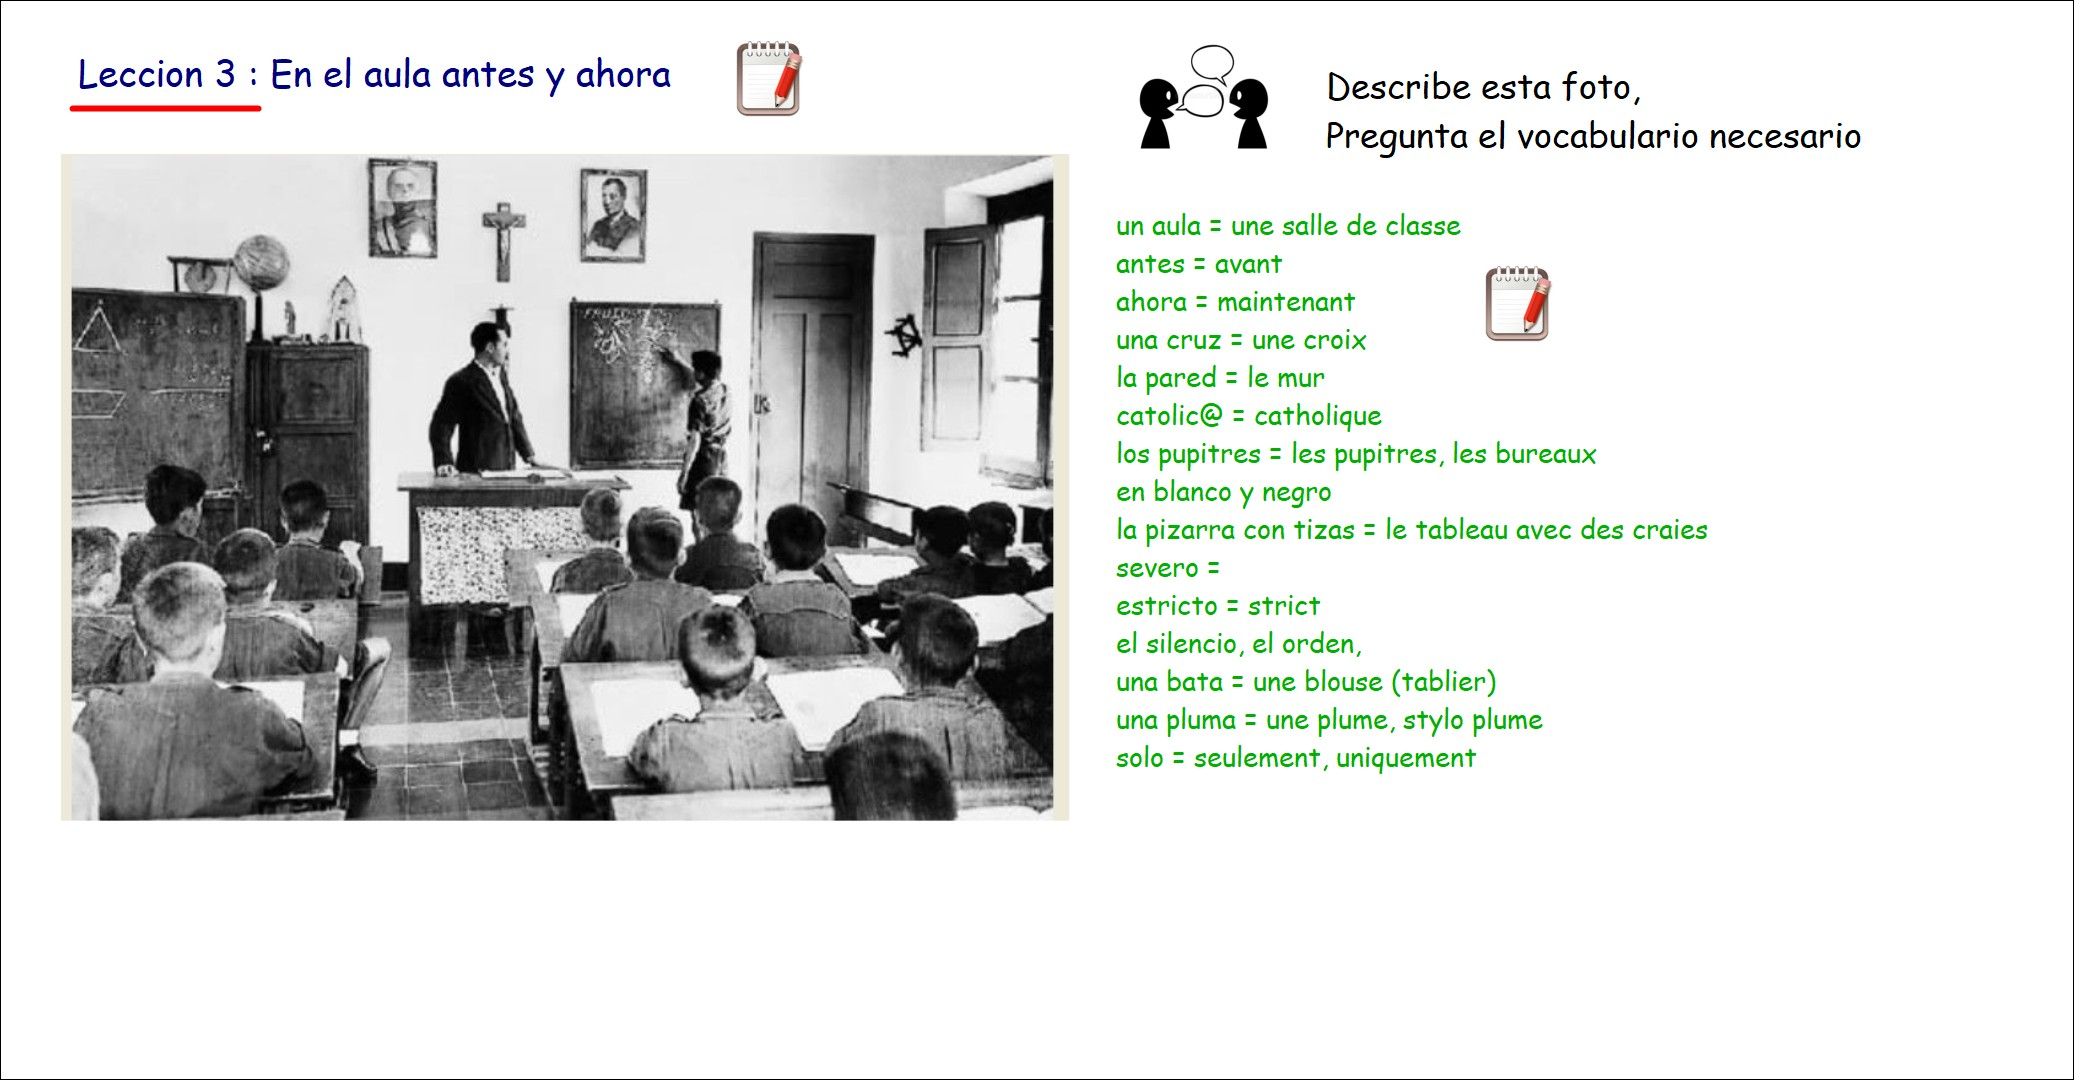 Leccion 3 : En el aula antes y ahora
Describe esta foto,
Pregunta el vocabulario necesario
un aula = une salle de classe
antes = avant
ahora = maintenant
una cruz = une croix
la pared = le mur
catolic@ = catholique
los pupitres = les pupitres, les bureaux
en blanco y negro
la pizarra con tizas = le tableau avec des craies
severo =
estricto = strict
el silencio, el orden,
una bata = une blouse (tablier)
una pluma = une plume, stylo plume
solo = seulement, uniquement